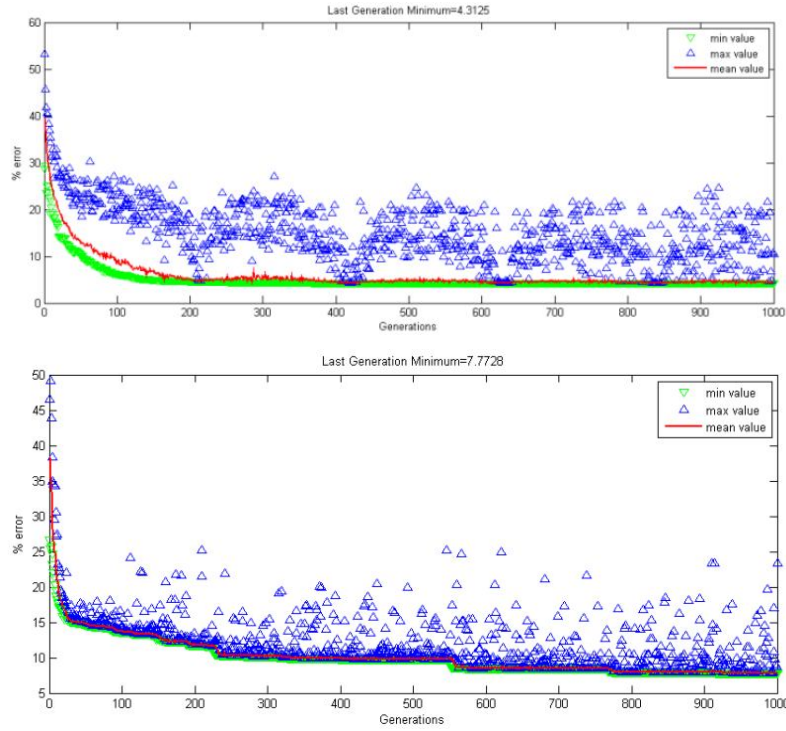 Last Generation Minimum=4.3125
60
50
40
30
20
10
0
% error
min value
max value
mean value
0 100 200 300 400 500 600 700 800 900 1000
Generations
Last Generation Minimum=7.7728
50
45
40
35
30
25
20
15
10
5
% error
min value
max value
mean value
0 100 200 300 400 500 600 700 800 900 1000
Generations